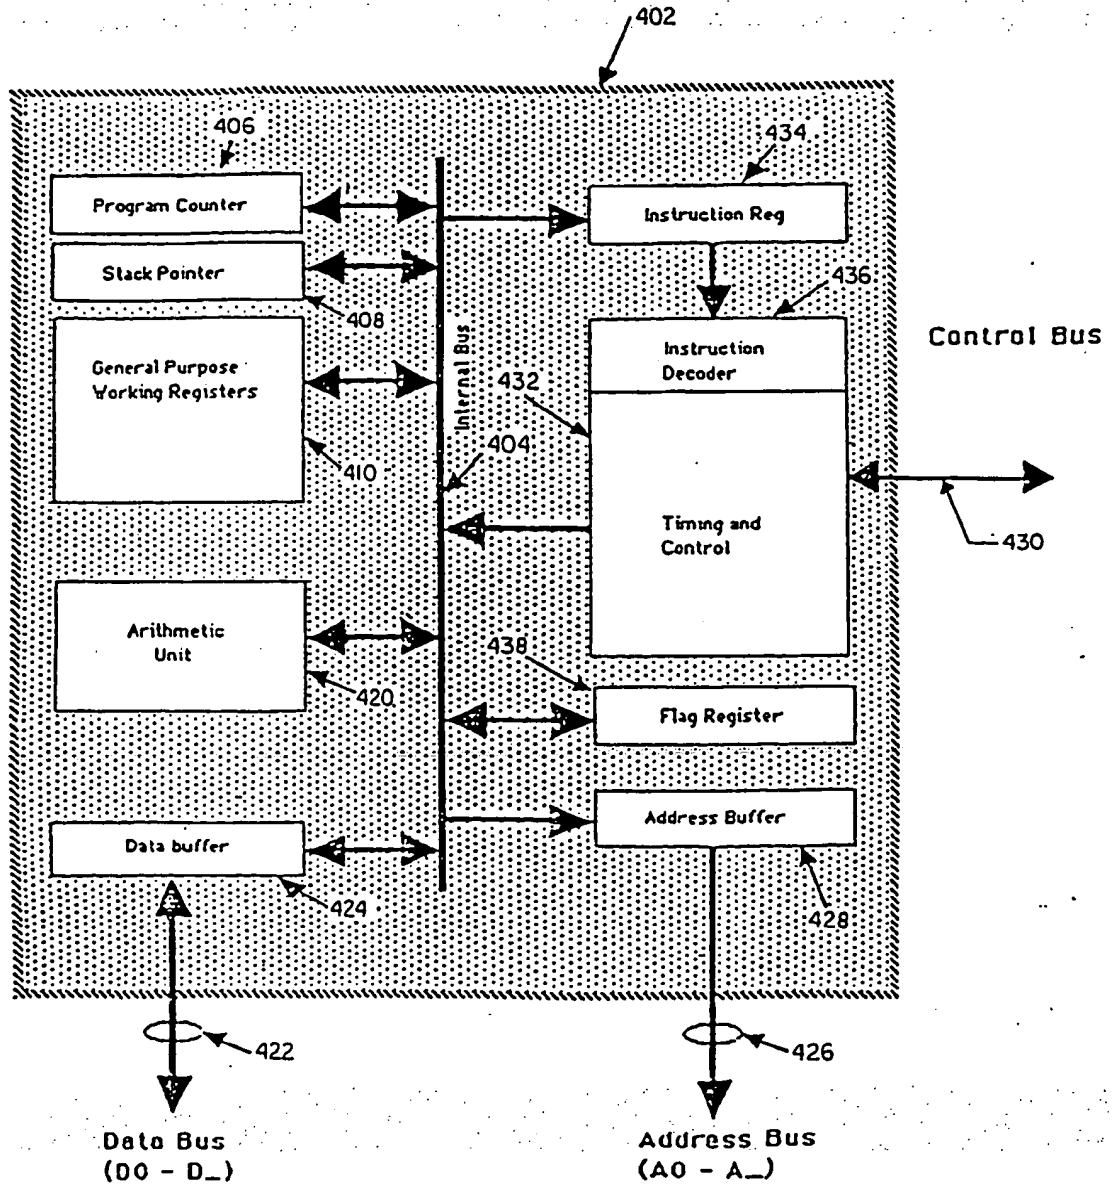 402
406
Program Counter
Stack Pointer
408
General Purpose
Working Registers
410
Arithmetic
Unit
420
Data buffer
424
422
Data Bus
(D0 - D_)
Internal Bus
404
434
Instruction Reg
436
Instruction
Decoder
432
Timing and
Control
Control Bus
430
438
Flag Register
Address Buffer
428
426
Address Bus
(A0 - A_)